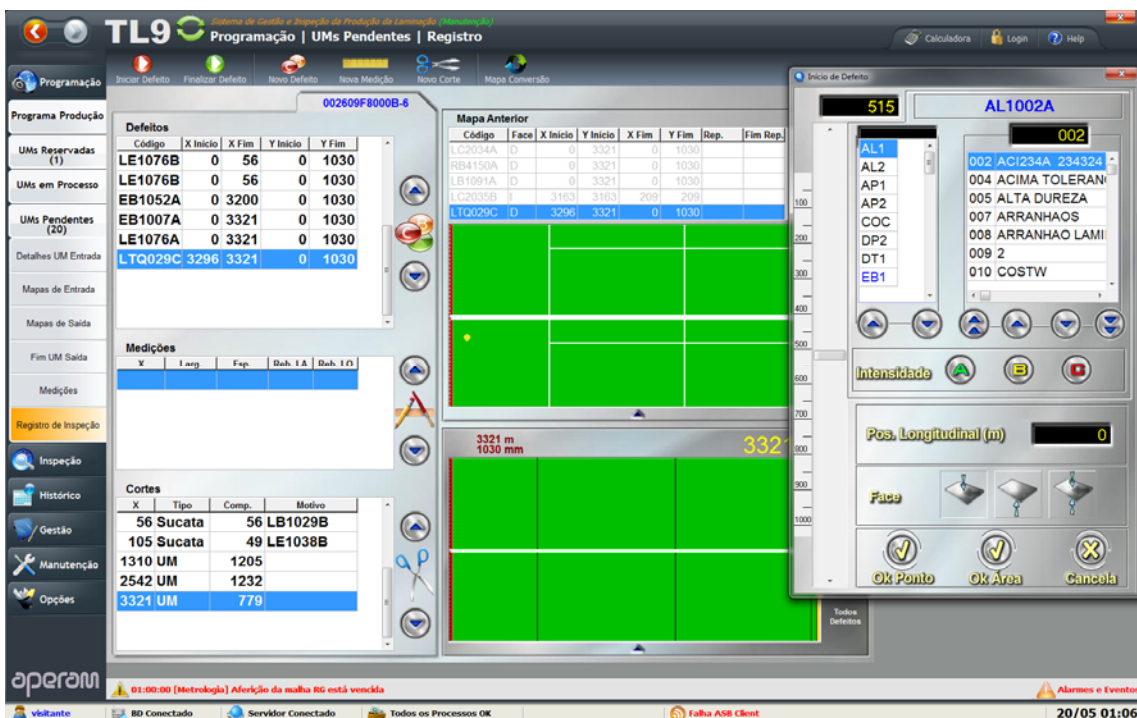 Sistema de Gestão e Inspeção da Produção da Laminação (Manutenção)
TL9 Programação | UMs Pendentes | Registro
Calculadora Login Help
Programação
Iniciar Defeito Finalizar Defeito Novo Defeito Nova Medição Novo Corte Mapa Conversão
Programa Produção
UMs Reservadas
(1)
UMs em Processo
UMs Pendentes
(20)
Detalhes UM Entrada
Mapas de Entrada
Mapas de Saída
Fim UM Saída
Medições
Registro de Inspeção
Inspeção
Histórico
Gestão
Manutenção
Opções
aperam
002609F8000B-6
Defeitos
Código X Inicio X Fim Y Inicio Y Fim
LE1076B 0 56 0 1030
LE1076B 0 56 0 1030
EB1052A 0 3200 0 1030
EB1007A 0 3321 0 1030
LE1076A 0 3321 0 1030
LTQ029C 3296 3321 0 1030
Medições
X Larg Esp. Reb. LA Reb. LO
Cortes
X Tipo Comp. Motivo
56 Sucata 56 LB1029B
105 Sucata 49 LE1038B
1310 UM 1205
2542 UM 1232
3321 UM 779
Mapa Anterior
Código Face X Inicio Y Inicio X Fim Y Fim Rep. Fim Rep.
LC2034A D 0 3321 0 1030
RB4150A D 0 3321 0 1030
LB1091A D 0 3321 0 1030
LC2035B I 3163 3163 209 209
LTQ029C D 3296 3321 0 1030
3321 m
1030 mm
332
Todos
Defeitos
Início de Defeito
515 AL1002A
002
AL1
AL2
AP1
AP2
COC
DP2
DT1
EB1
002 ACI234A 234324
004 ACIMA TOLERAN
005 ALTA DUREZA
007 ARRANHAOS
008 ARRANHAO LAMI
009 2
010 COSTW
100
200
300
400
500
600
700
800
900
1000
Intensidade A B C
Pos. Longitudinal (m) 0
Face
Ok Ponto Ok Área Cancela
01:00:00 [Metrologia] Aferição da malha RG está vencida
Alarmes e Eventos
visitante BD Conectado Servidor Conectado Todos os Processos OK Falha ASB Client 20/05 01:06